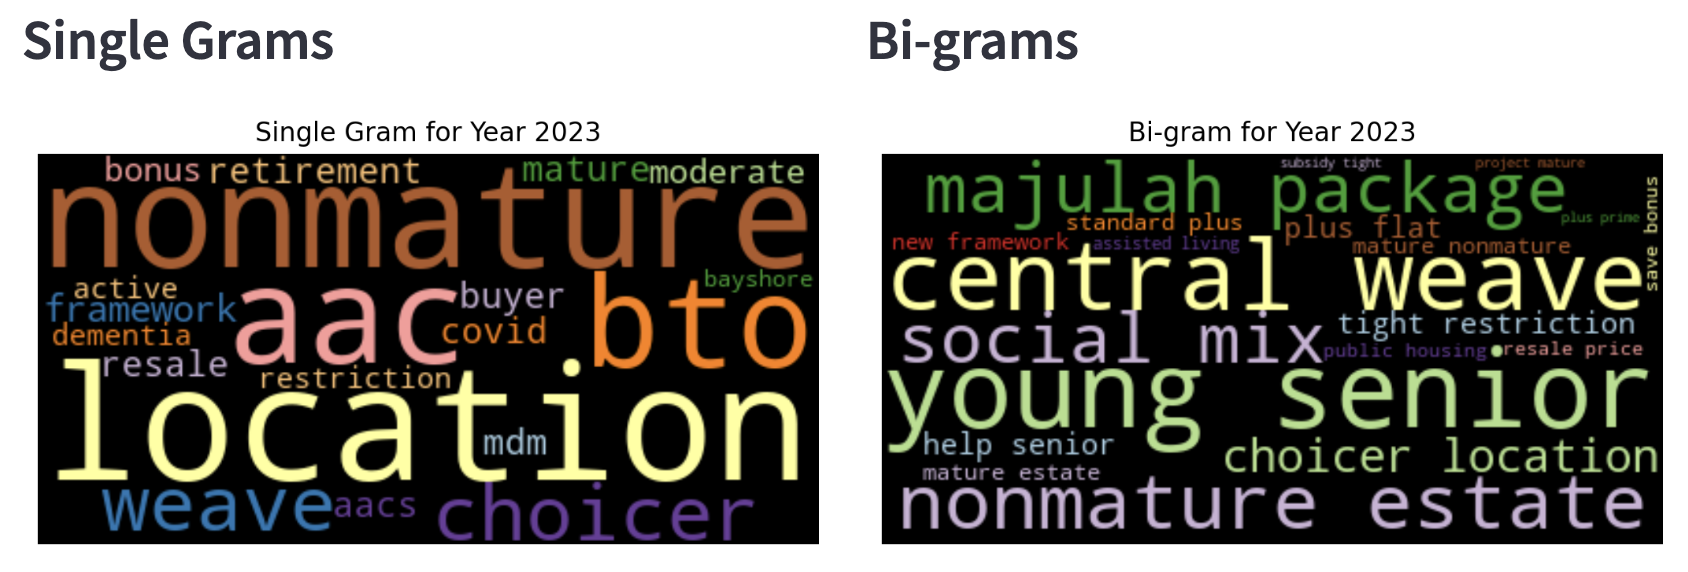 Single Grams
Bi-grams
Single Gram for Year 2023
bonus retirement mature moderate
nonmature
active
bayshore
framework
aac
buyer
bto
dementia
covid
resale
restriction
location
mdm
weave
aacs
choicer
Bi-gram for Year 2023
subsidy tight
project mature
majulah package
save bonus
standard plus
plus flat
plus prime
new framework
assisted living
mature nonmature
central weave
social mix
tight restriction
public housing
resale price
young senior
help senior
choicer location
mature estate
nonmature estate